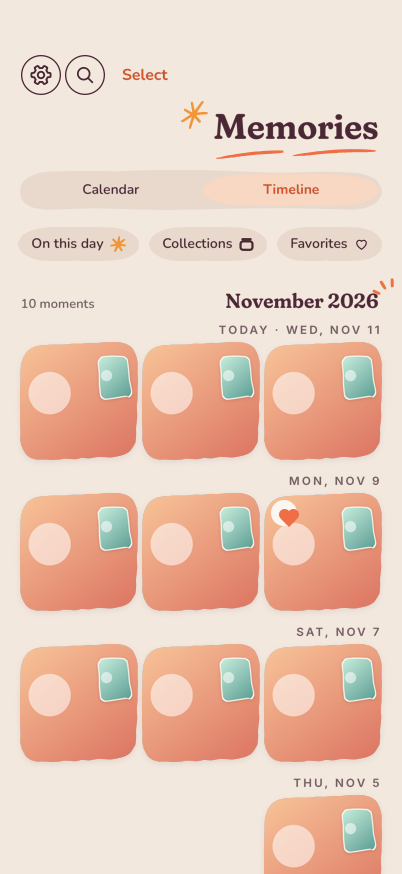 Select
Memories
Calendar
Timeline
On this day
Collections
Favorites
10 moments
November 2026
TODAY · WED, NOV 11
MON, NOV 9
SAT, NOV 7
THU, NOV 5